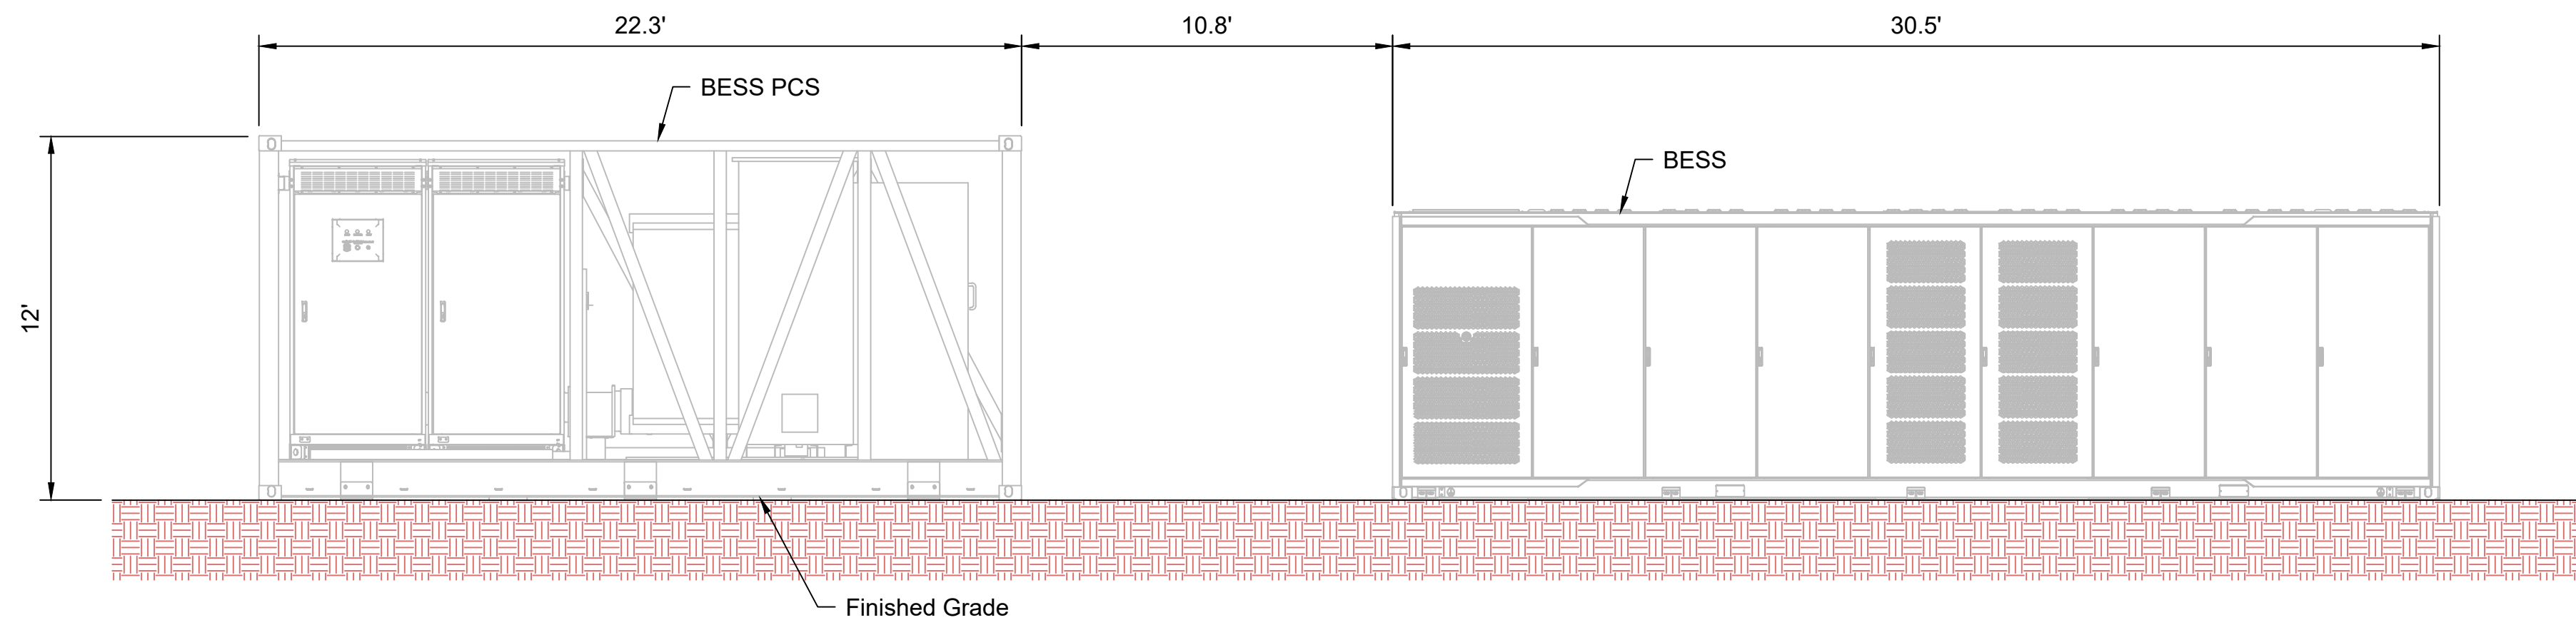 22.3'
10.8'
30.5'
BESS PCS
BESS
12'
Finished Grade